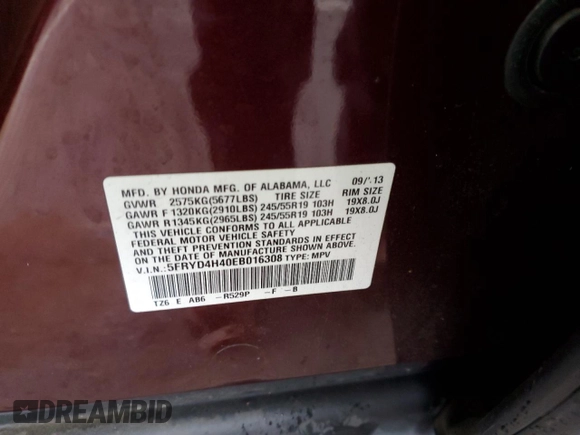 MFD. BY HONDA MFG. OF ALABAMA, LLC 09/'13
GVWR 2575KG(5677LBS) TIRE SIZE RIM SIZE
GAWR F 1320KG(2910LBS) 245/55R19 103H 19X8.0J
GAWR R1345KG(2965LBS) 245/55R19 103H 19X8.0J
THIS VEHICLE CONFORMS TO ALL APPLICABLE
FEDERAL MOTOR VEHICLE SAFETY
AND THEFT PREVENTION STANDARDS IN EFFECT
ON THE DATE OF MANUFACTURE SHOWN ABOVE.
V.I.N.:5FRYD4H40EB016308 TYPE: MPV
TZ6 E AB6 -R529P -F -B
DREAMBID